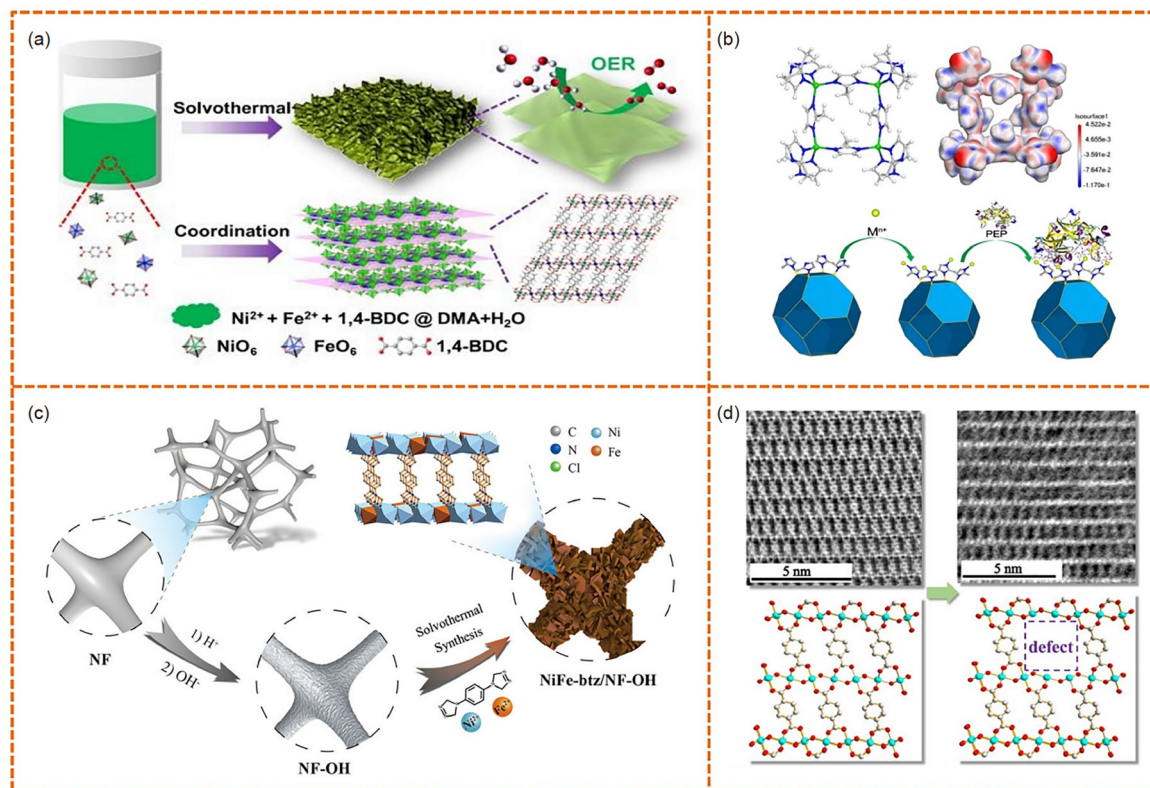 (a)
Solvothermal
OER
Coordination
Ni²⁺ + Fe²⁺ + 1,4-BDC @ DMA+H₂O
NiO₆
FeO₆
1,4-BDC
(b)
Isosurface1
4.522e-2
4.655e-3
-3.591e-2
-7.647e-2
-1.170e-1
Mⁿ⁺
PEP
(c)
C
Ni
N
Fe
Cl
NF
1) H⁺
2) OH⁻
NF-OH
Solvothermal
Synthesis
Ni²⁺
Fe²⁺
NiFe-btz/NF-OH
(d)
5 nm
5 nm
defect